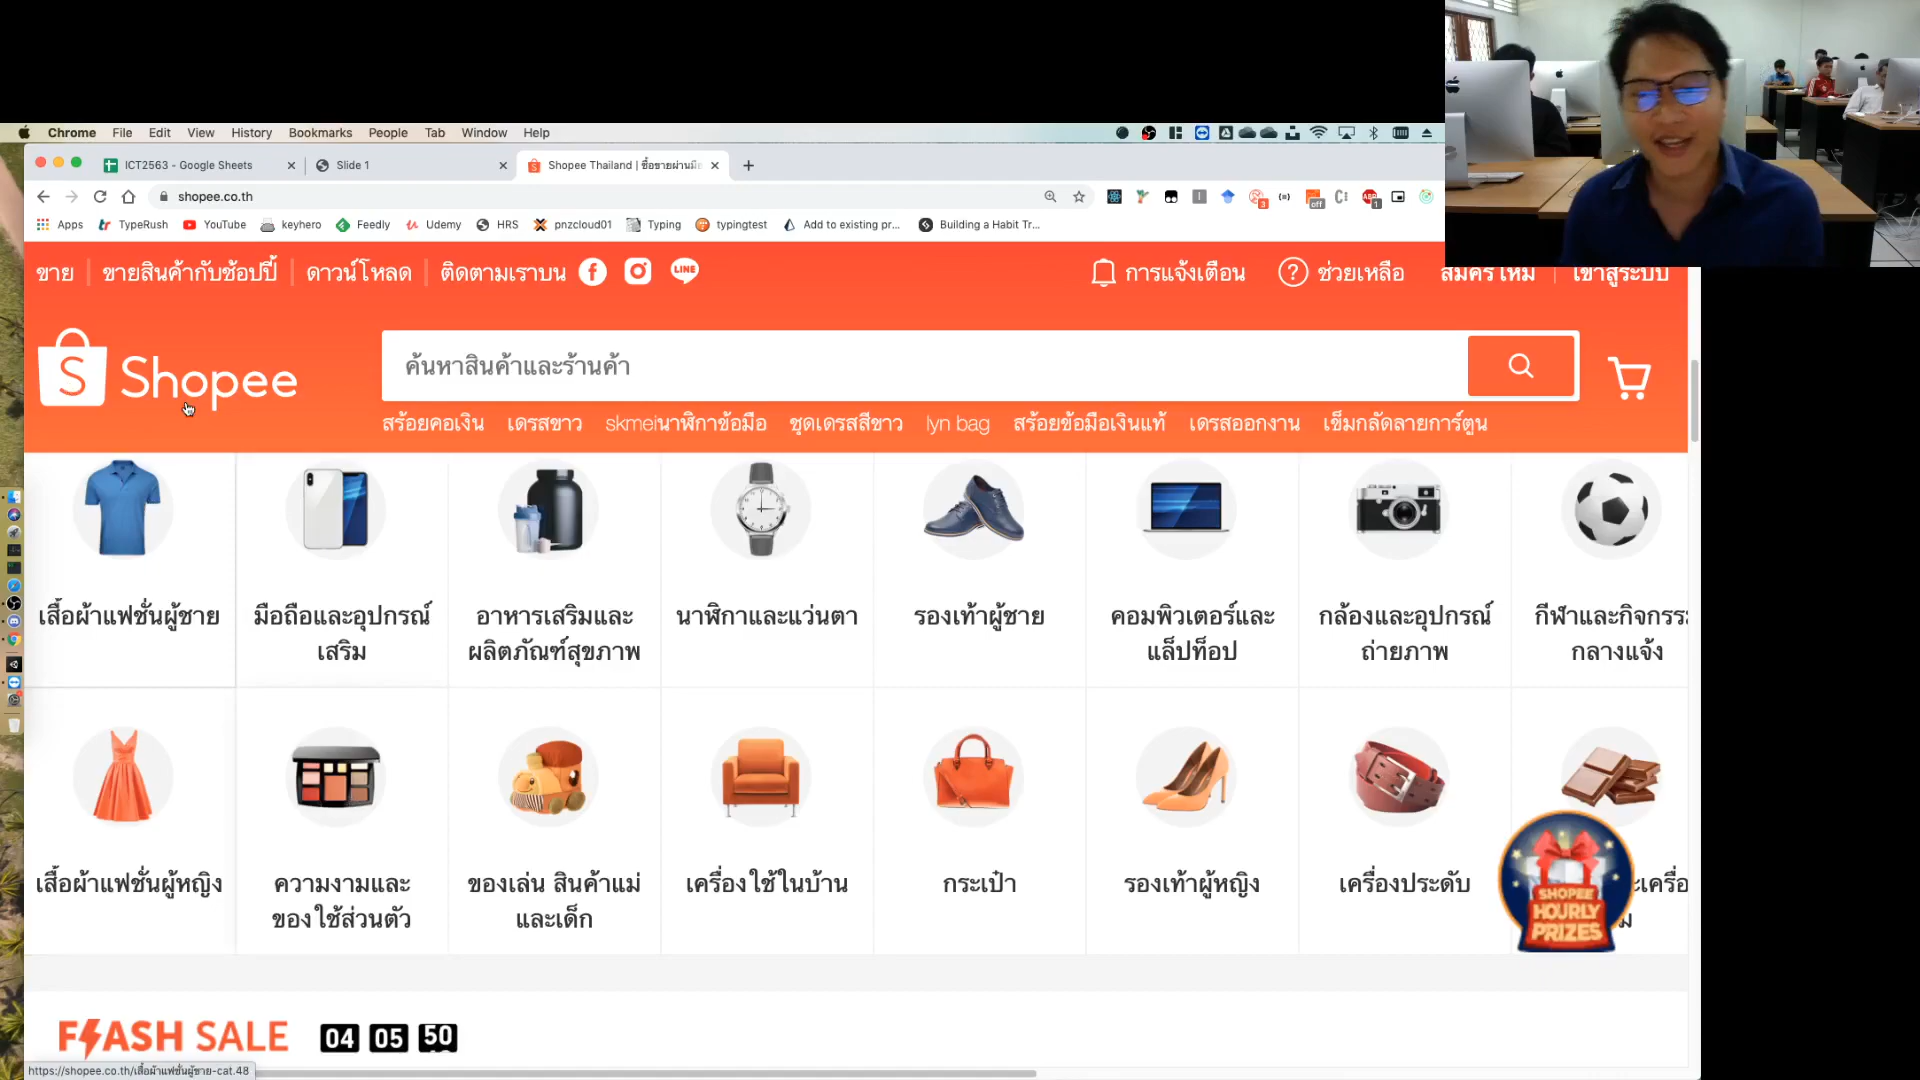 Chrome File Edit View History Bookmarks People Tab Window Help
ICT2563 - Google Sheets
Slide 1
Shopee Thailand | ซื้อขายผ่านมือ
shopee.co.th
Apps TypeRush YouTube keyhero Feedly Udemy HRS pnzcloud01 Typing typingtest Add to existing pr... Building a Habit Tr...
ขาย ขายสินค้ากับช้อปปี้ ดาวน์โหลด ติดตามเราบน LINE การแจ้งเตือน ช่วยเหลือ สมัครใหม่ เข้าสู่ระบบ
Shopee
ค้นหาสินค้าและร้านค้า
สร้อยคอเงิน เดรสขาว skmeiนาฬิกาข้อมือ ชุดเดรสสีขาว lyn bag สร้อยข้อมือเงินแท้ เดรสออกงาน เข็มกลัดลายการ์ตูน
เสื้อผ้าแฟชั่นผู้ชาย
มือถือและอุปกรณ์
เสริม
อาหารเสริมและ
ผลิตภัณฑ์สุขภาพ
นาฬิกาและแว่นตา
รองเท้าผู้ชาย
คอมพิวเตอร์และ
แล็ปท็อป
กล้องและอุปกรณ์
ถ่ายภาพ
กีฬาและกิจกรร
กลางแจ้ง
เสื้อผ้าแฟชั่นผู้หญิง
ความงามและ
ของใช้ส่วนตัว
ของเล่น สินค้าแม่
และเด็ก
เครื่องใช้ในบ้าน
กระเป๋า
รองเท้าผู้หญิง
เครื่องประดับ
SHOPEE
HOURLY
PRIZES
FLASH SALE 04 05 50
https://shopee.co.th/เสื้อผ้าแฟชั่นผู้ชาย-cat.48